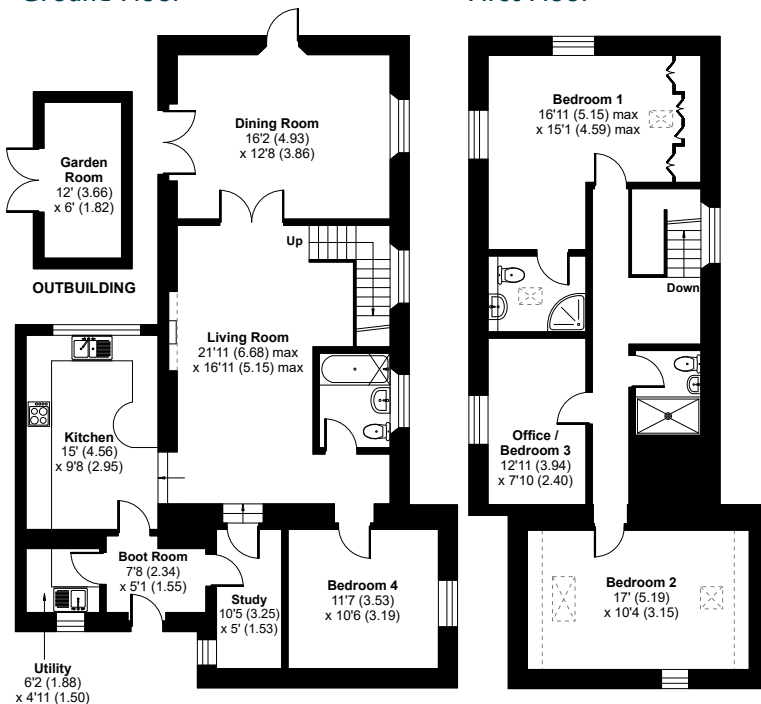 Ground Floor
First Floor
Dining Room
16'2 (4.93)
x 12'8 (3.86)
Garden
Room
12' (3.66)
x 6' (1.82)
OUTBUILDING
Up
Living Room
21'11 (6.68) max
x 16'11 (5.15) max
Kitchen
15' (4.56)
x 9'8 (2.95)
Boot Room
7'8 (2.34)
x 5'1 (1.55)
Study
10'5 (3.25)
x 5' (1.53)
Bedroom 4
11'7 (3.53)
x 10'6 (3.19)
Utility
6'2 (1.88)
x 4'11 (1.50)
Bedroom 1
16'11 (5.15) max
x 15'1 (4.59) max
Down
Office /
Bedroom 3
12'11 (3.94)
x 7'10 (2.40)
Bedroom 2
17' (5.19)
x 10'4 (3.15)